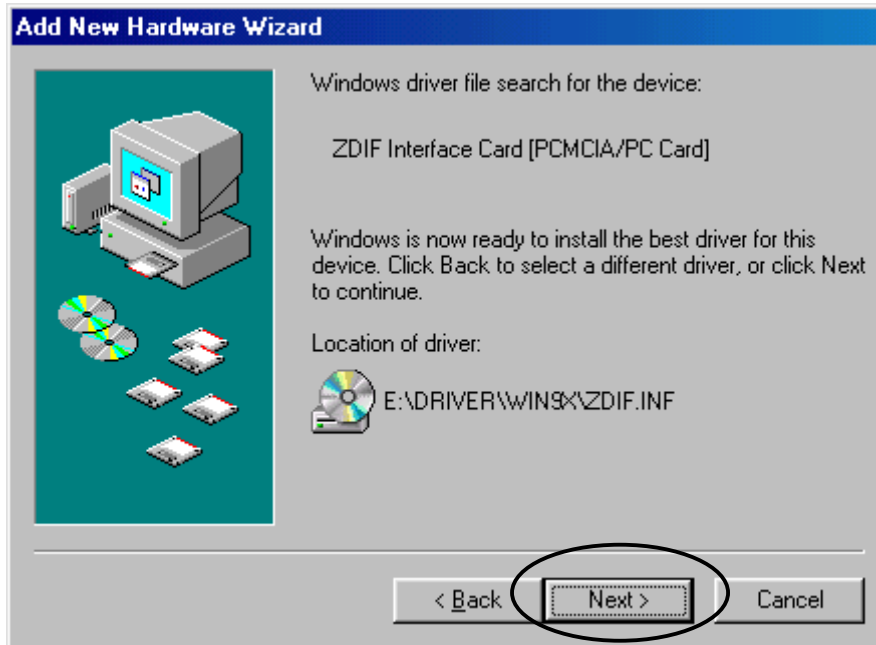 Add New Hardware Wizard
Windows driver file search for the device:
ZDIF Interface Card [PCMCIA/PC Card]
Windows is now ready to install the best driver for this
device. Click Back to select a different driver, or click Next
to continue.
Location of driver:
E:\DRIVER\WIN9X\ZDIF.INF
< Back
Next >
Cancel